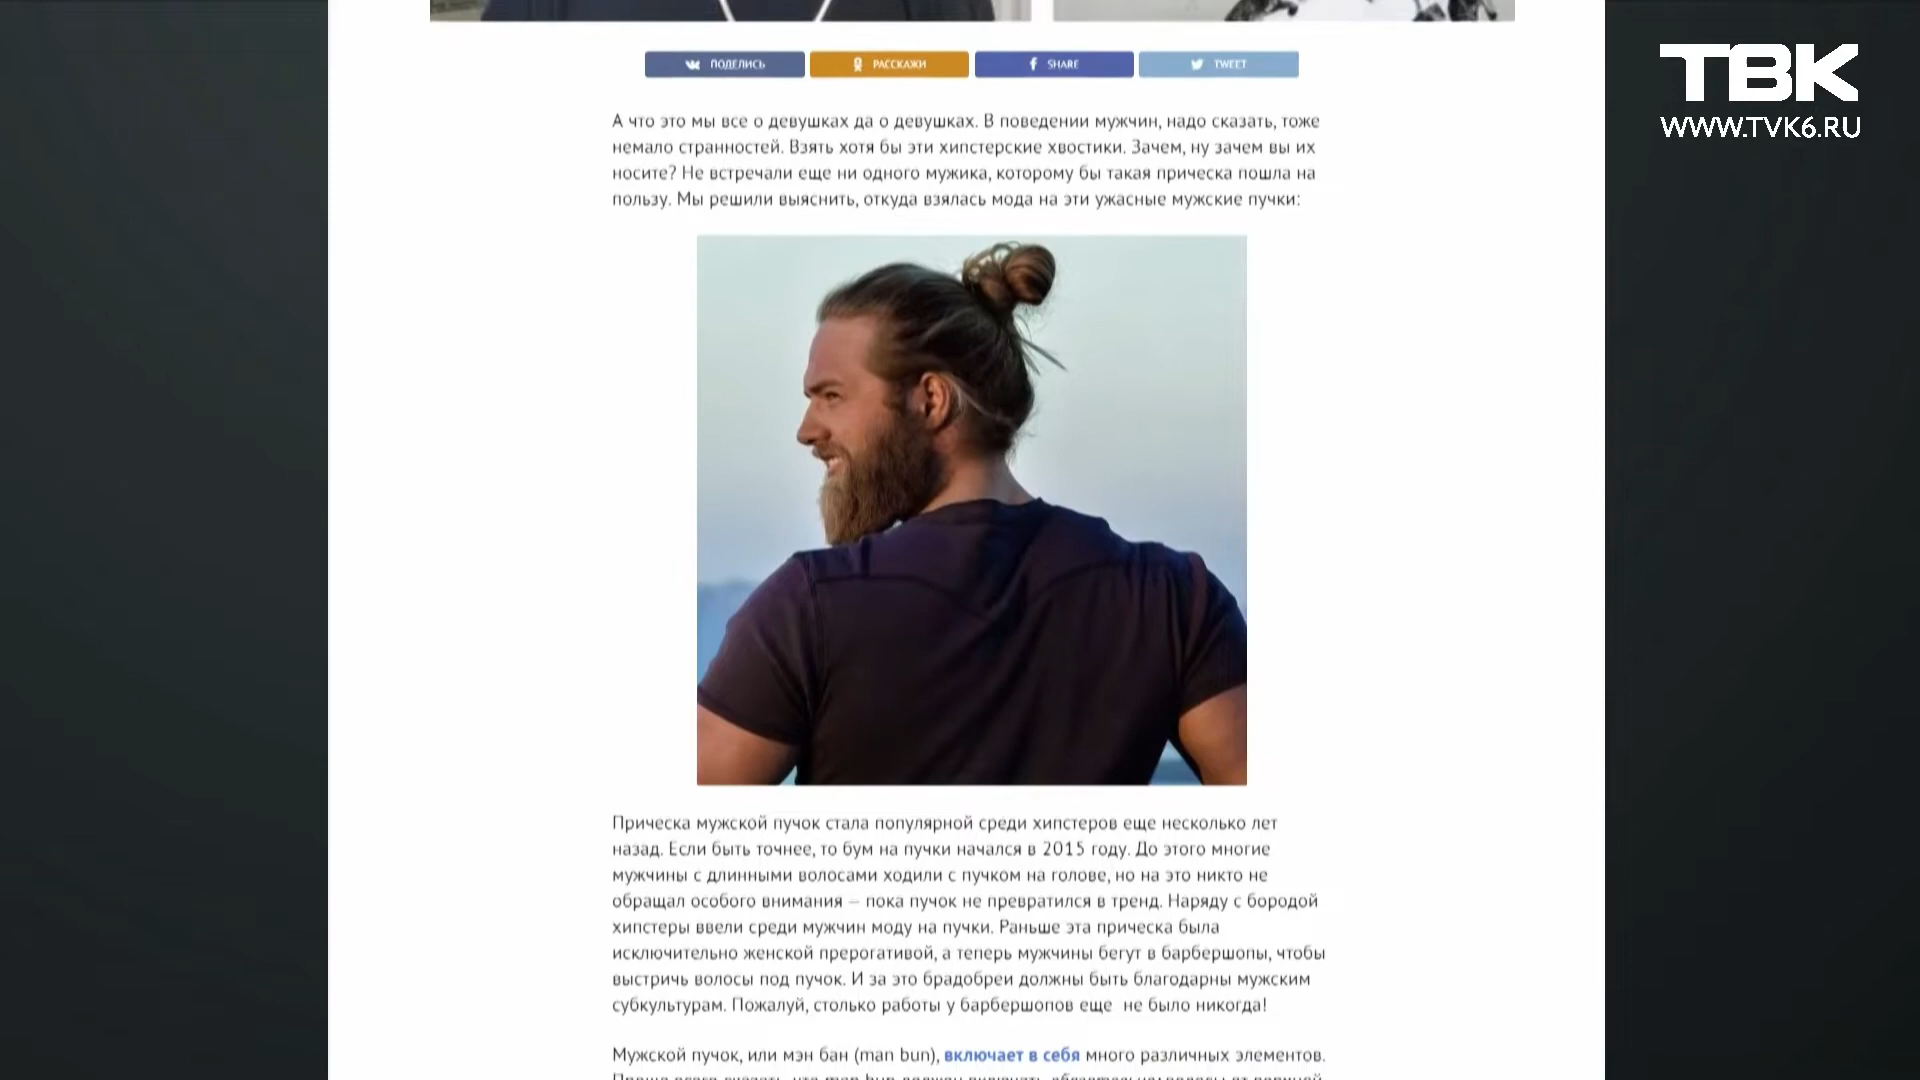 ТВК
WWW.TVK6.RU
ПОДЕЛИСЬ
РАССКАЖИ
SHARE
TWEET
А что это мы все о девушках да о девушках. В поведении мужчин, надо сказать, тоже
немало странностей. Взять хотя бы эти хипстерские хвостики. Зачем, ну зачем вы их
носите? Не встречали еще ни одного мужика, которому бы такая прическа пошла на
пользу. Мы решили выяснить, откуда взялась мода на эти ужасные мужские пучки:
Прическа мужской пучок стала популярной среди хипстеров еще несколько лет
назад. Если быть точнее, то бум на пучки начался в 2015 году. До этого многие
мужчины с длинными волосами ходили с пучком на голове, но на это никто не
обращал особого внимания – пока пучок не превратился в тренд. Наряду с бородой
хипстеры ввели среди мужчин моду на пучки. Раньше эта прическа была
исключительно женской прерогативой, а теперь мужчины бегут в барбершопы, чтобы
выстричь волосы под пучок. И за это брадобреи должны быть благодарны мужским
субкультурам. Пожалуй, столько работы у барбершопов еще не было никогда!
Мужской пучок, или мэн бан (man bun), включает в себя много различных элементов.